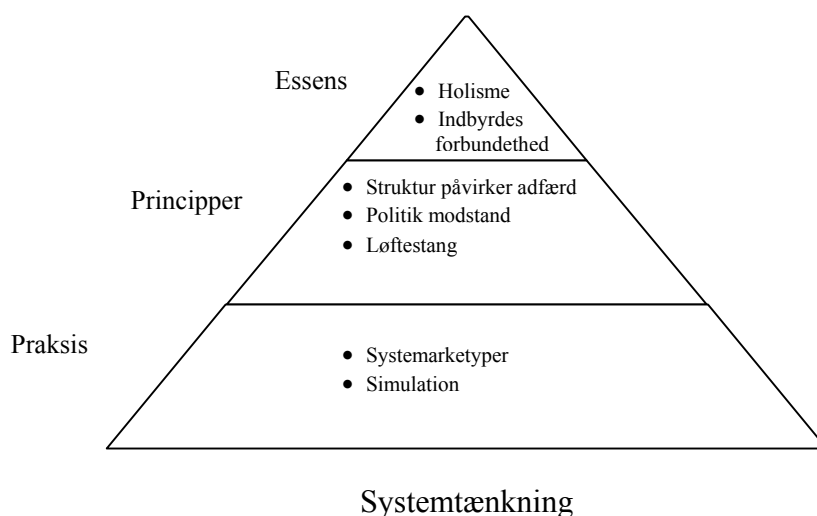 Essens
● Holisme
● Indbyrdes
forbundethed
Principper
● Struktur påvirker adfærd
● Politik modstand
● Løftestang
Praksis
● Systemarketyper
● Simulation
Systemtænkning